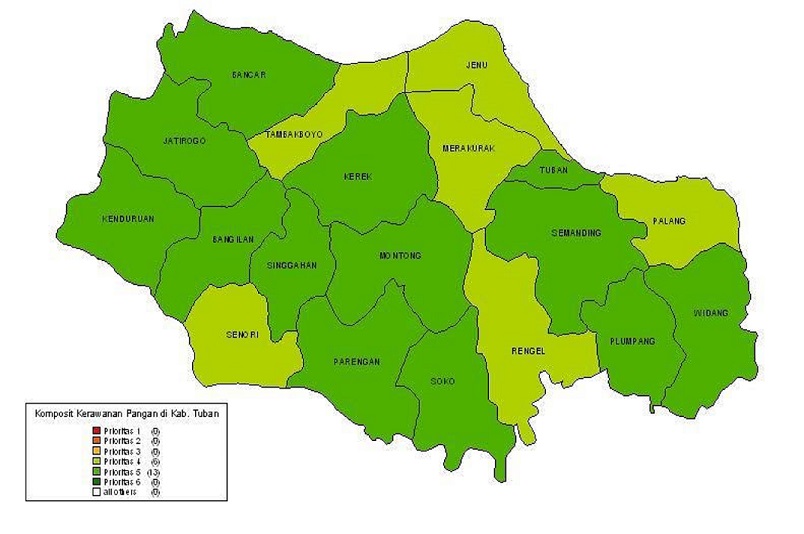 JENU
BANCAR
TAMBAKBOYO
JATIROGO
MERAKURAK
KEREK
TUBAN
KENDURUAN
PALANG
SEMANDING
BANGILAN
MONTONG
SINGGAHAN
WIDANG
SENORI
PLUMPANG
RENGEL
PARENGAN
SOKO
Komposit Kerawanan Pangan di Kab. Tuban
Prioritas 1 (0)
Prioritas 2 (0)
Prioritas 3 (0)
Prioritas 4 (6)
Prioritas 5 (13)
Prioritas 6 (0)
all others (0)